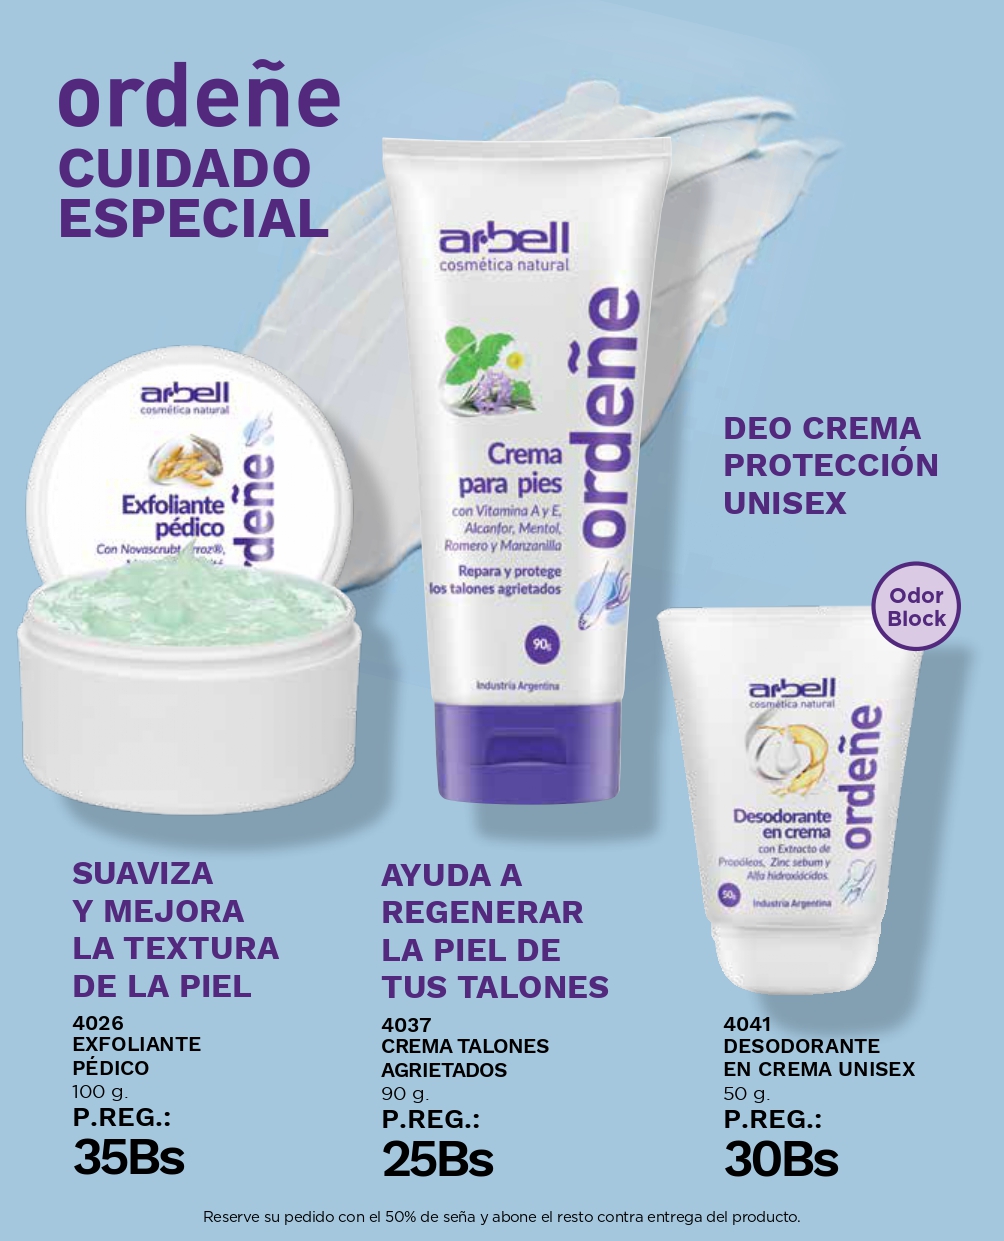 ordeñe
CUIDADO
ESPECIAL
arbell
cosmética natural
ordeñe
Crema
para pies
con Vitamina A y E,
Alcanfor, Mentol,
Romero y Manzanilla
Repara y protege
los talones agrietados
90g
Industria Argentina
arbell
cosmética natural
Exfoliante
pédico
Con
DEO CREMA
PROTECCIÓN
UNISEX
Odor
Block
arbell
cosmética natural
ordeñe
Desodorante
en crema
con Extracto de
Propóleos, Zinc sebum y
Alfa hidroxiácidos.
50g
Industria Argentina
SUAVIZA
Y MEJORA
LA TEXTURA
DE LA PIEL
4026
EXFOLIANTE
PÉDICO
100 g.
P.REG.:
35Bs
AYUDA A
REGENERAR
LA PIEL DE
TUS TALONES
4037
CREMA TALONES
AGRIETADOS
90 g.
P.REG.:
25Bs
4041
DESODORANTE
EN CREMA UNISEX
50 g.
P.REG.:
30Bs
Reserve su pedido con el 50% de seña y abone el resto contra entrega del producto.